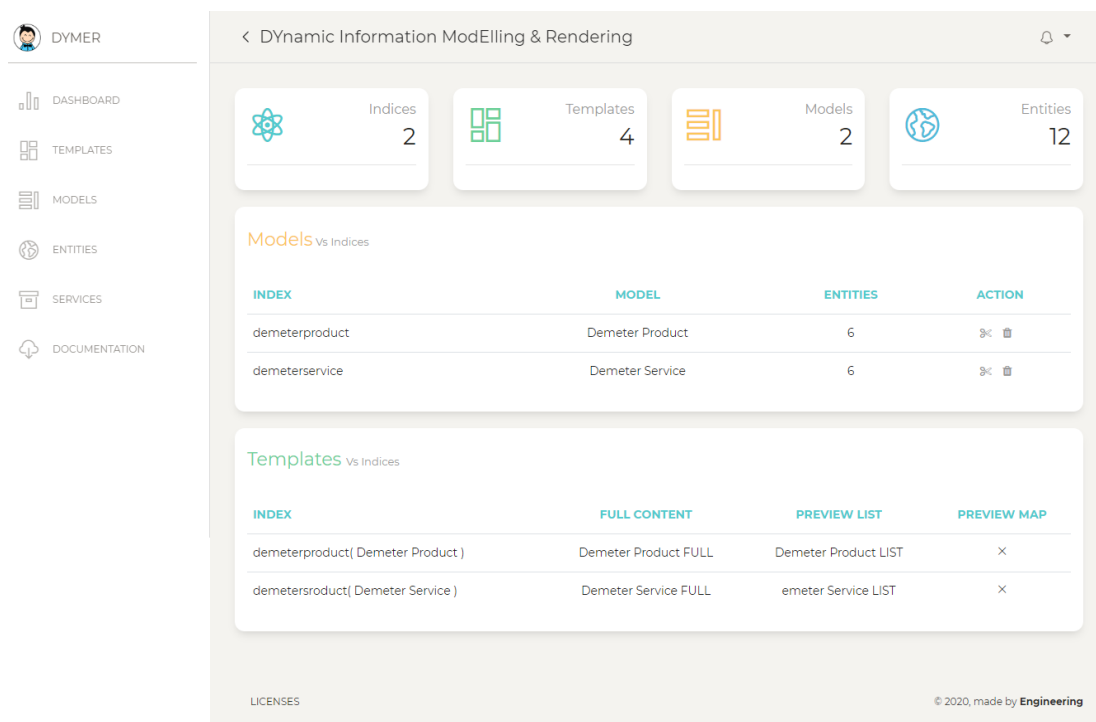 DYMER
DYnamic Information ModElling & Rendering
DASHBOARD
TEMPLATES
MODELS
ENTITIES
SERVICES
DOCUMENTATION
Indices
2
Templates
4
Models
2
Entities
12
Models Vs Indices
INDEX MODEL ENTITIES ACTION
demeterproduct Demeter Product 6
demeterservice Demeter Service 6
Templates Vs Indices
INDEX FULL CONTENT PREVIEW LIST PREVIEW MAP
demeterproduct( Demeter Product ) Demeter Product FULL Demeter Product LIST
demetersroduct( Demeter Service ) Demeter Service FULL emeter Service LIST
LICENSES © 2020, made by Engineering